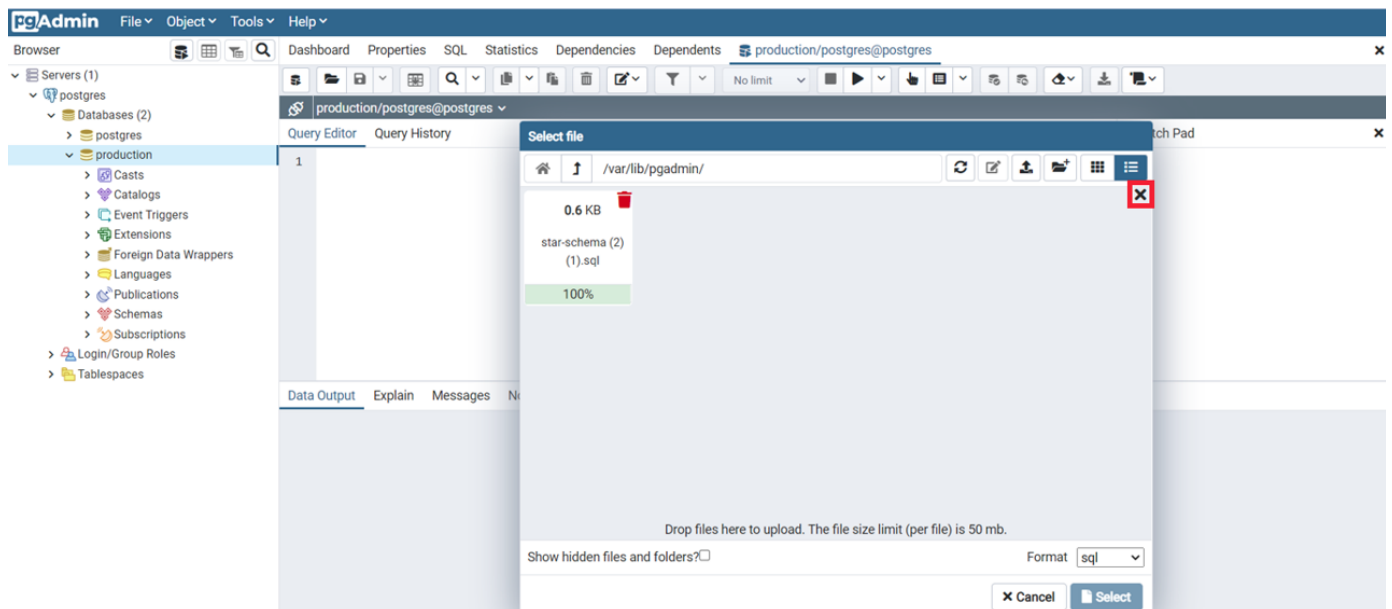 pgAdmin File Object Tools Help
Browser Dashboard Properties SQL Statistics Dependencies Dependents production/postgres@postgres
Servers (1)
postgres
No limit
Databases (2)
production/postgres@postgres
postgres
Query Editor Query History
Select file
tch Pad
production
1
Casts
/var/lib/pgadmin/
Catalogs
Event Triggers
Extensions
Foreign Data Wrappers
Languages
Publications
Schemas
Subscriptions
Login/Group Roles
Tablespaces
0.6 KB
star-schema (2)
(1).sql
100%
Data Output Explain Messages
Drop files here to upload. The file size limit (per file) is 50 mb.
Show hidden files and folders? Format sql
Cancel Select